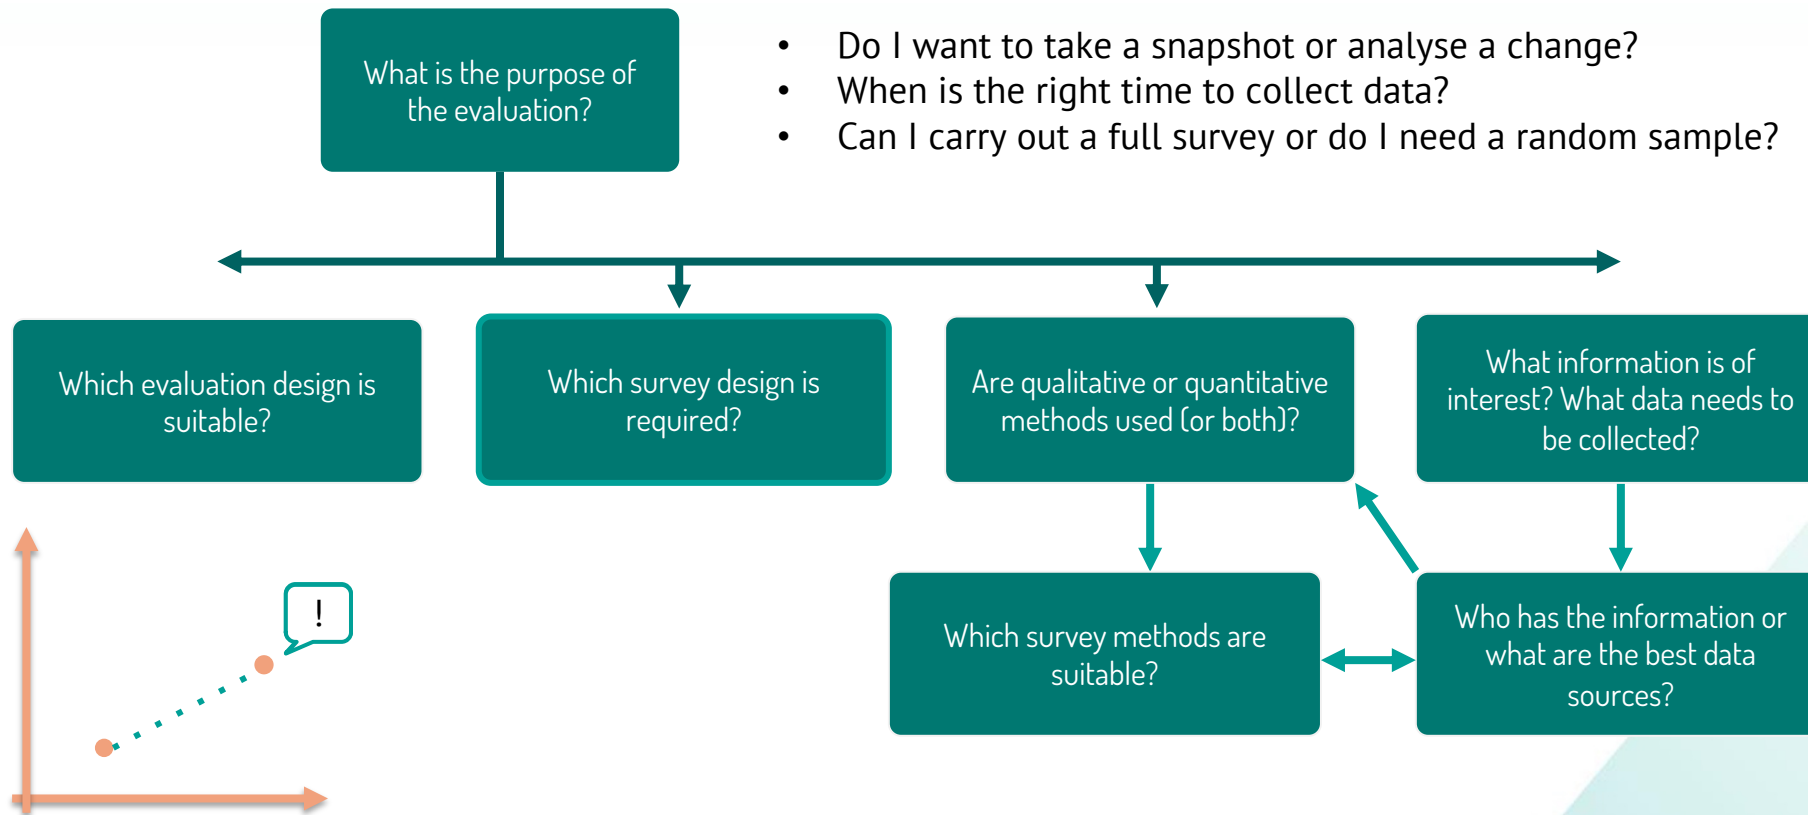 What is the purpose of
the evaluation?
• Do I want to take a snapshot or analyse a change?
• When is the right time to collect data?
• Can I carry out a full survey or do I need a random sample?
Which evaluation design is
suitable?
Which survey design is
required?
Are qualitative or quantitative
methods used (or both)?
What information is of
interest? What data needs to
be collected?
!
Which survey methods are
suitable?
Who has the information or
what are the best data
sources?